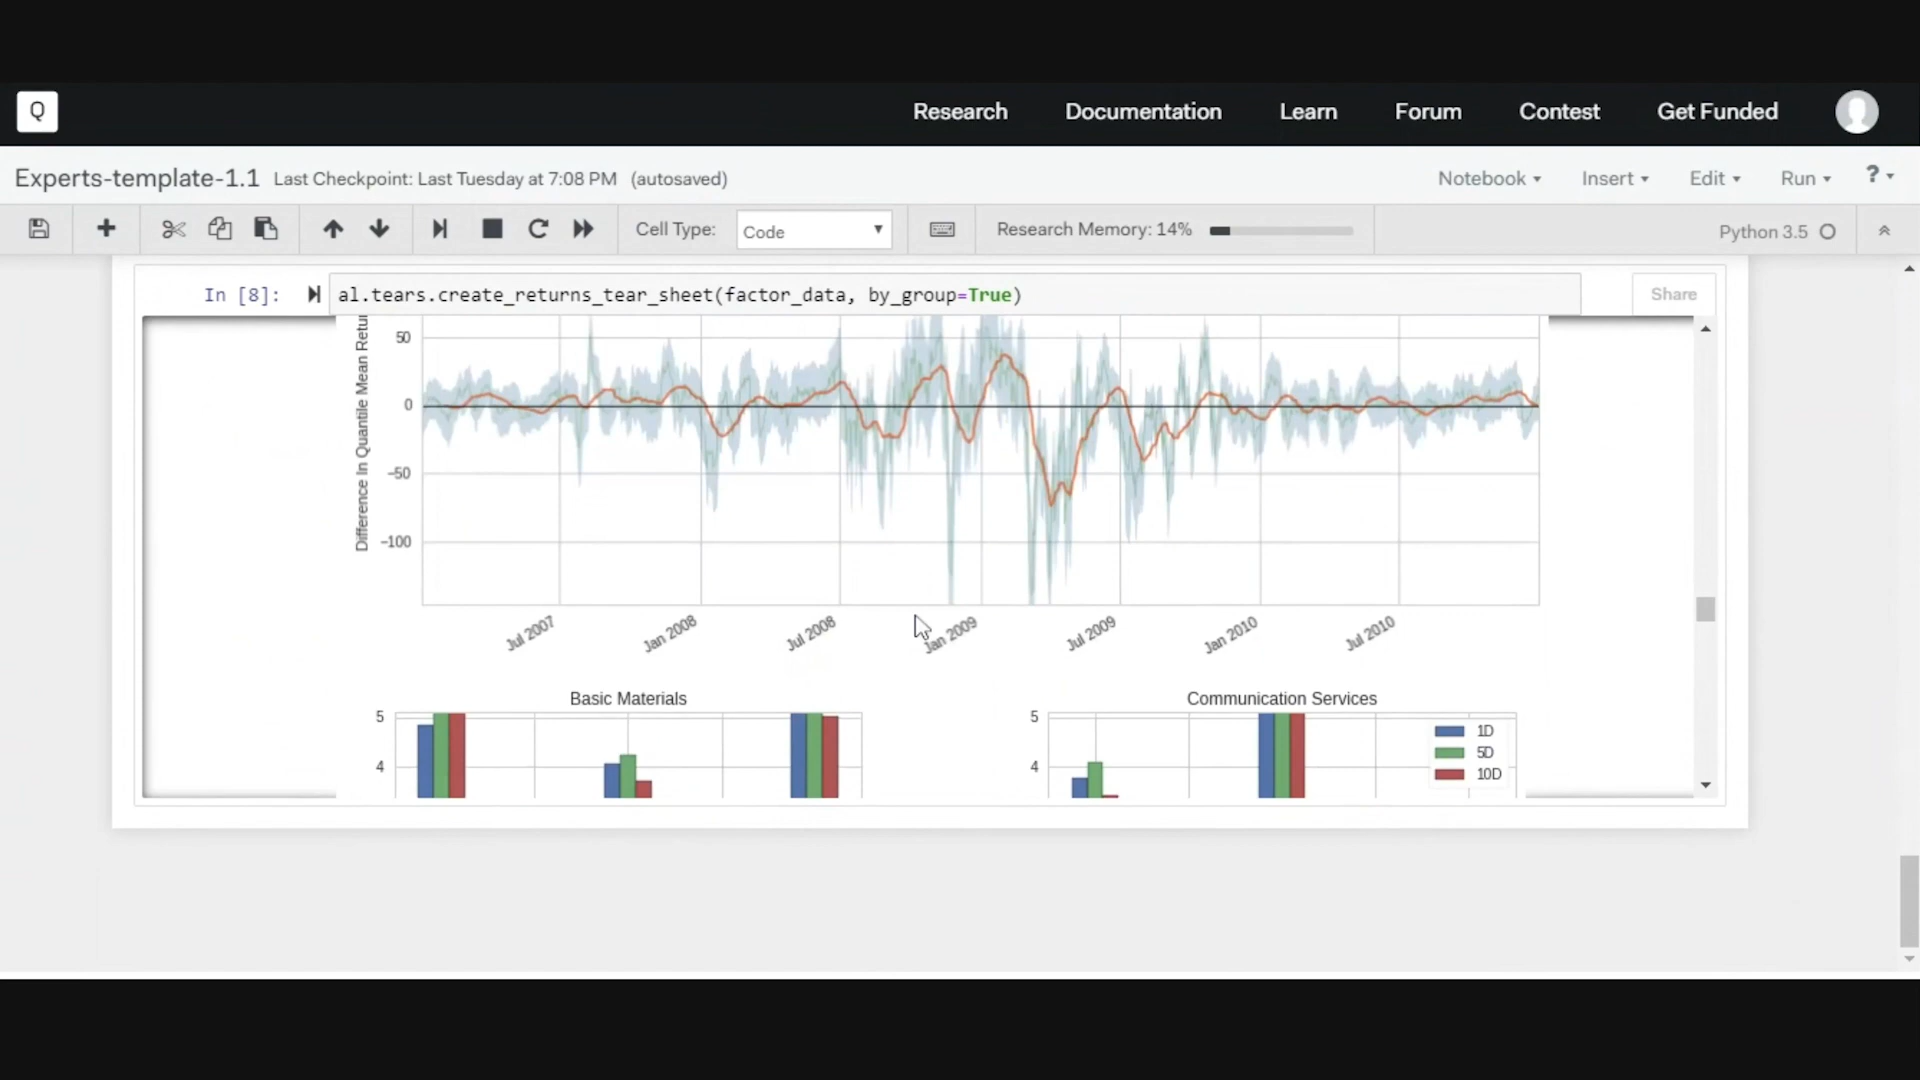 Q
Research Documentation Learn Forum Contest Get Funded
Experts-template-1.1 Last Checkpoint: Last Tuesday at 7:08 PM (autosaved)
Notebook Insert Edit Run ?
Cell Type: Code Research Memory: 14% Python 3.5
In [8]: al.tears.create_returns_tear_sheet(factor_data, by_group=True) Share
Difference In Quantile Mean
50
0
−50
−100
Jul 2007 Jan 2008 Jul 2008 Jan 2009 Jul 2009 Jan 2010 Jul 2010
Basic Materials
5
4
Communication Services
5
4
1D
5D
10D